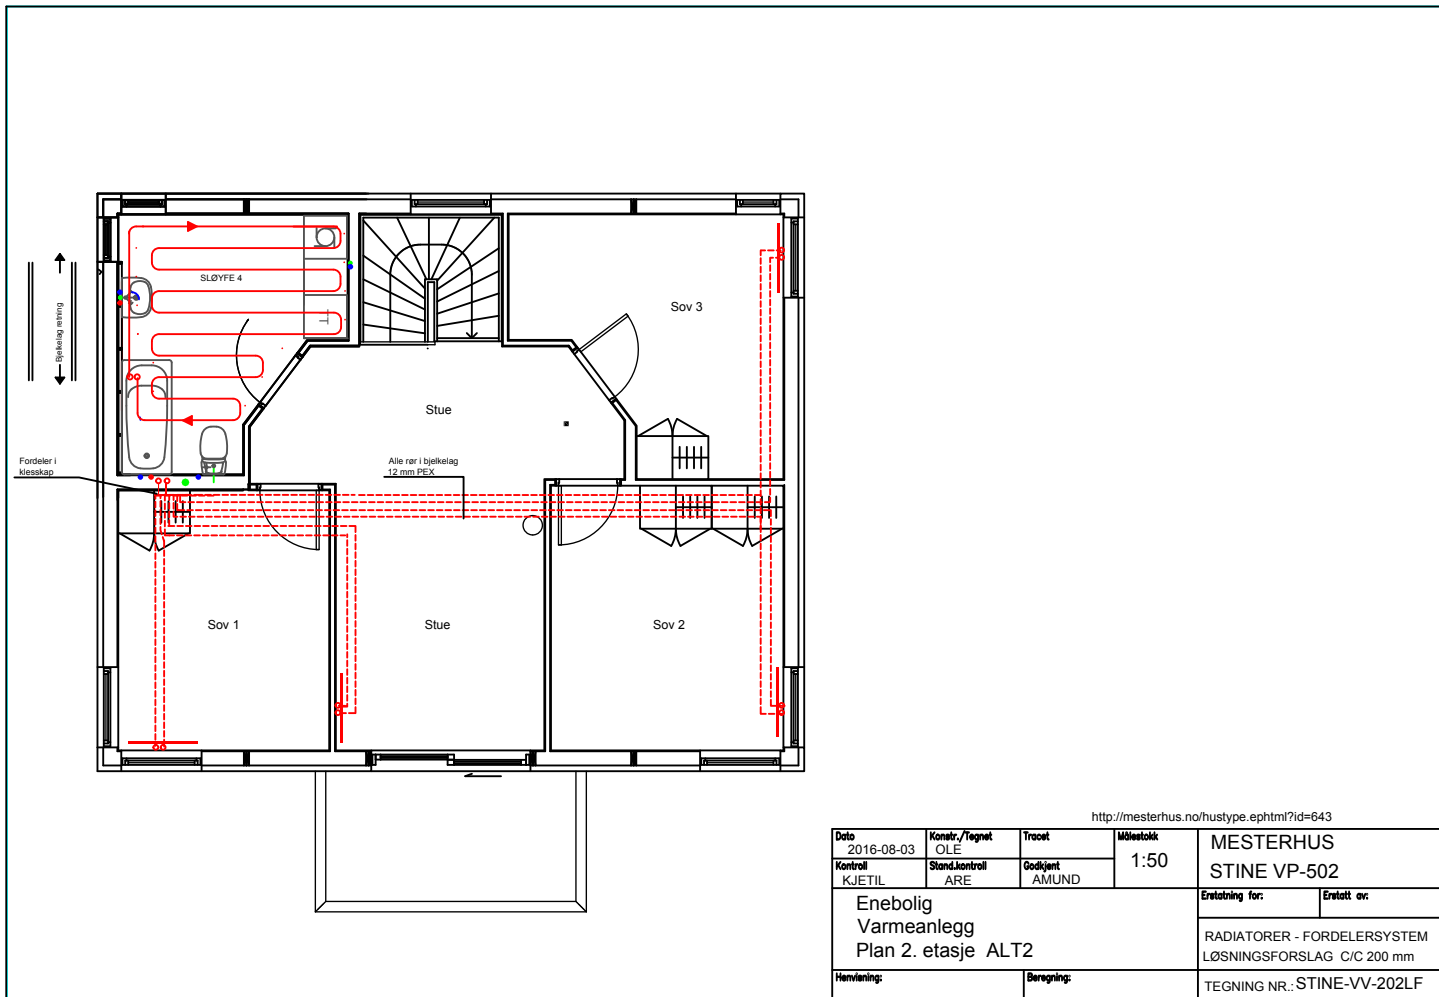 SLØYFE 4
Bjelkelag retning
Sov 3
Stue
Fordeler i
klesskap
Alle rør i bjelkelag
12 mm PEX
Sov 1
Stue
Sov 2
http://mesterhus.no/hustype.ephtml?id=643
Dato
2016-08-03
Konstr./Tegnet
OLE
Tracet
Målestokk
1:50
MESTERHUS
STINE VP-502
Kontroll
KJETIL
Stand.kontroll
ARE
Godkjent
AMUND
Enebolig
Varmeanlegg
Plan 2. etasje ALT2
Erstatning for:
Erstatt av:
RADIATORER - FORDELERSYSTEM
LØSNINGSFORSLAG C/C 200 mm
Henvisning:
Beregning:
TEGNING NR.: STINE-VV-202LF